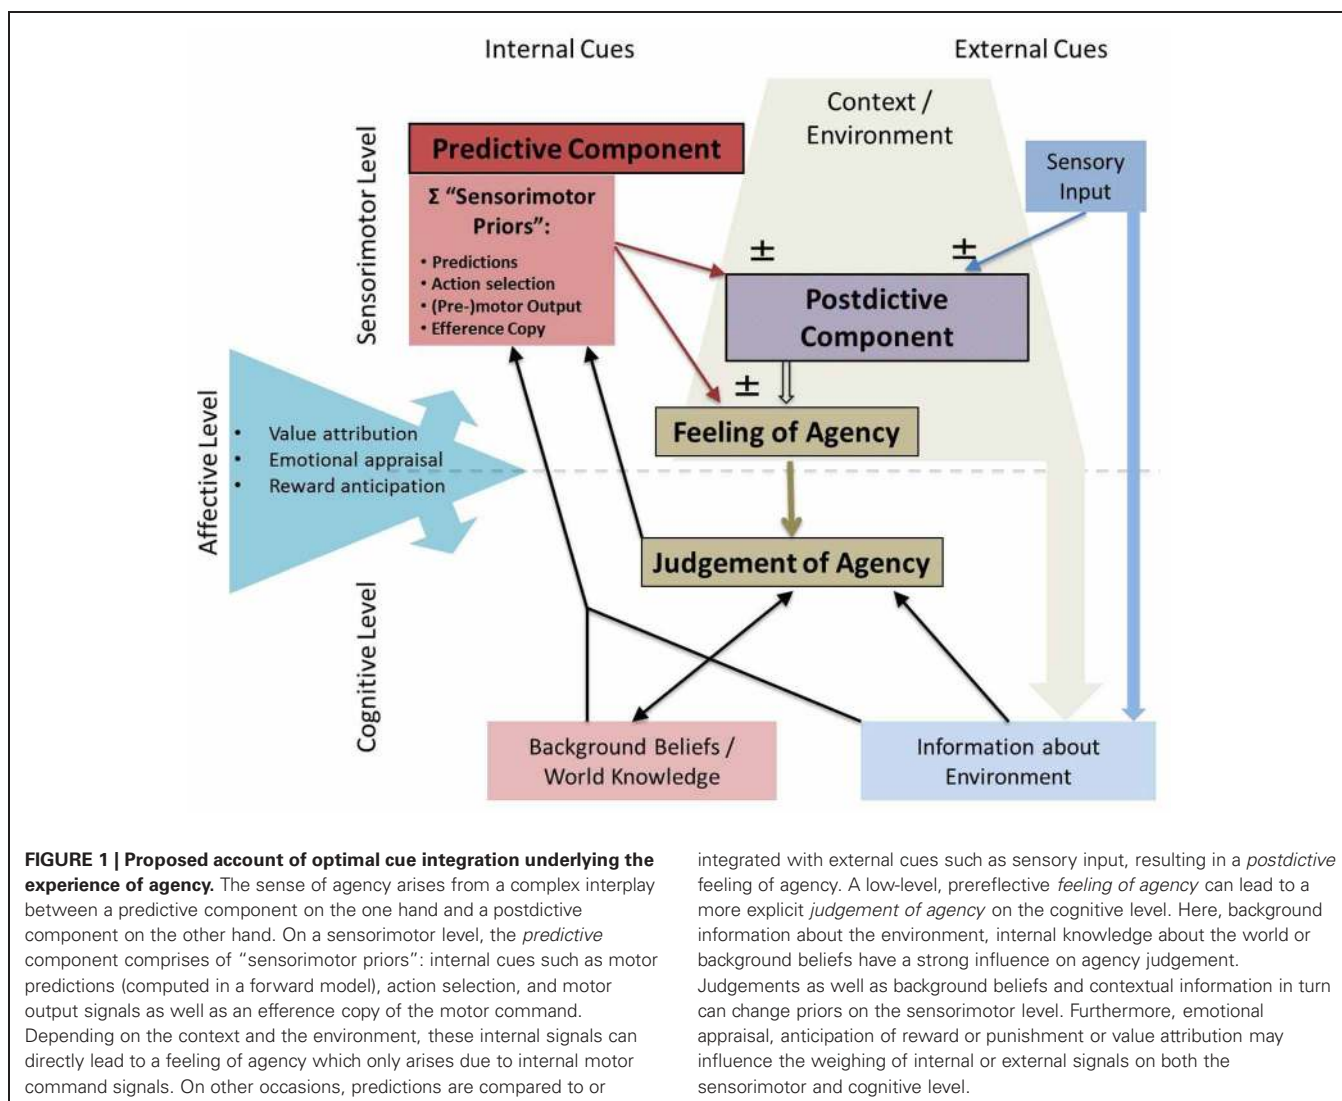 Internal Cues
External Cues
Context /
Environment
Sensorimotor Level
Predictive Component
Sensory
Input
Σ “Sensorimotor
Priors”:
• Predictions
• Action selection
• (Pre-)motor Output
• Efference Copy
±
±
Postdictive
Component
±
Feeling of Agency
Affective Level
• Value attribution
• Emotional appraisal
• Reward anticipation
Judgement of Agency
Cognitive Level
Background Beliefs /
World Knowledge
Information about
Environment
FIGURE 1 | Proposed account of optimal cue integration underlying the
experience of agency. The sense of agency arises from a complex interplay
between a predictive component on the one hand and a postdictive
component on the other hand. On a sensorimotor level, the predictive
component comprises of “sensorimotor priors”: internal cues such as motor
predictions (computed in a forward model), action selection, and motor
output signals as well as an efference copy of the motor command.
Depending on the context and the environment, these internal signals can
directly lead to a feeling of agency which only arises due to internal motor
command signals. On other occasions, predictions are compared to or
integrated with external cues such as sensory input, resulting in a postdictive
feeling of agency. A low-level, prereflective feeling of agency can lead to a
more explicit judgement of agency on the cognitive level. Here, background
information about the environment, internal knowledge about the world or
background beliefs have a strong influence on agency judgement.
Judgements as well as background beliefs and contextual information in turn
can change priors on the sensorimotor level. Furthermore, emotional
appraisal, anticipation of reward or punishment or value attribution may
influence the weighing of internal or external signals on both the
sensorimotor and cognitive level.